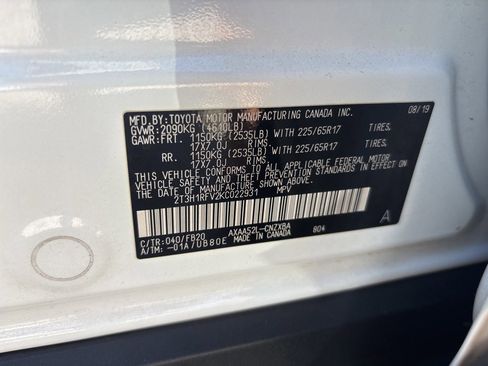 MFD.BY:TOYOTA MOTOR MANUFACTURING CANADA INC. 08/19
GVWR:2090KG (4610LB)
GAWR:FRT. 1150KG (2535LB) WITH 225/65R17 TIRES.
17X7.0J RIMS.
RR. 1150KG (2535LB) WITH 225/65R17 TIRES.
17X7.0J RIMS.
THIS VEHICLE CONFORMS TO ALL APPLICABLE FEDERAL MOTOR
VEHICLE SAFETY AND THEFT PREVENTION STANDARDS IN EFFECT
ON THE DATE OF MANUFACTURE SHOWN ABOVE.
2T3H1RFV2KC022931 MPV
A
C/TR:040/FB20 AXAA52L-CNZXBA 804
A/TM:-01A/UB80E MADE IN CANADA